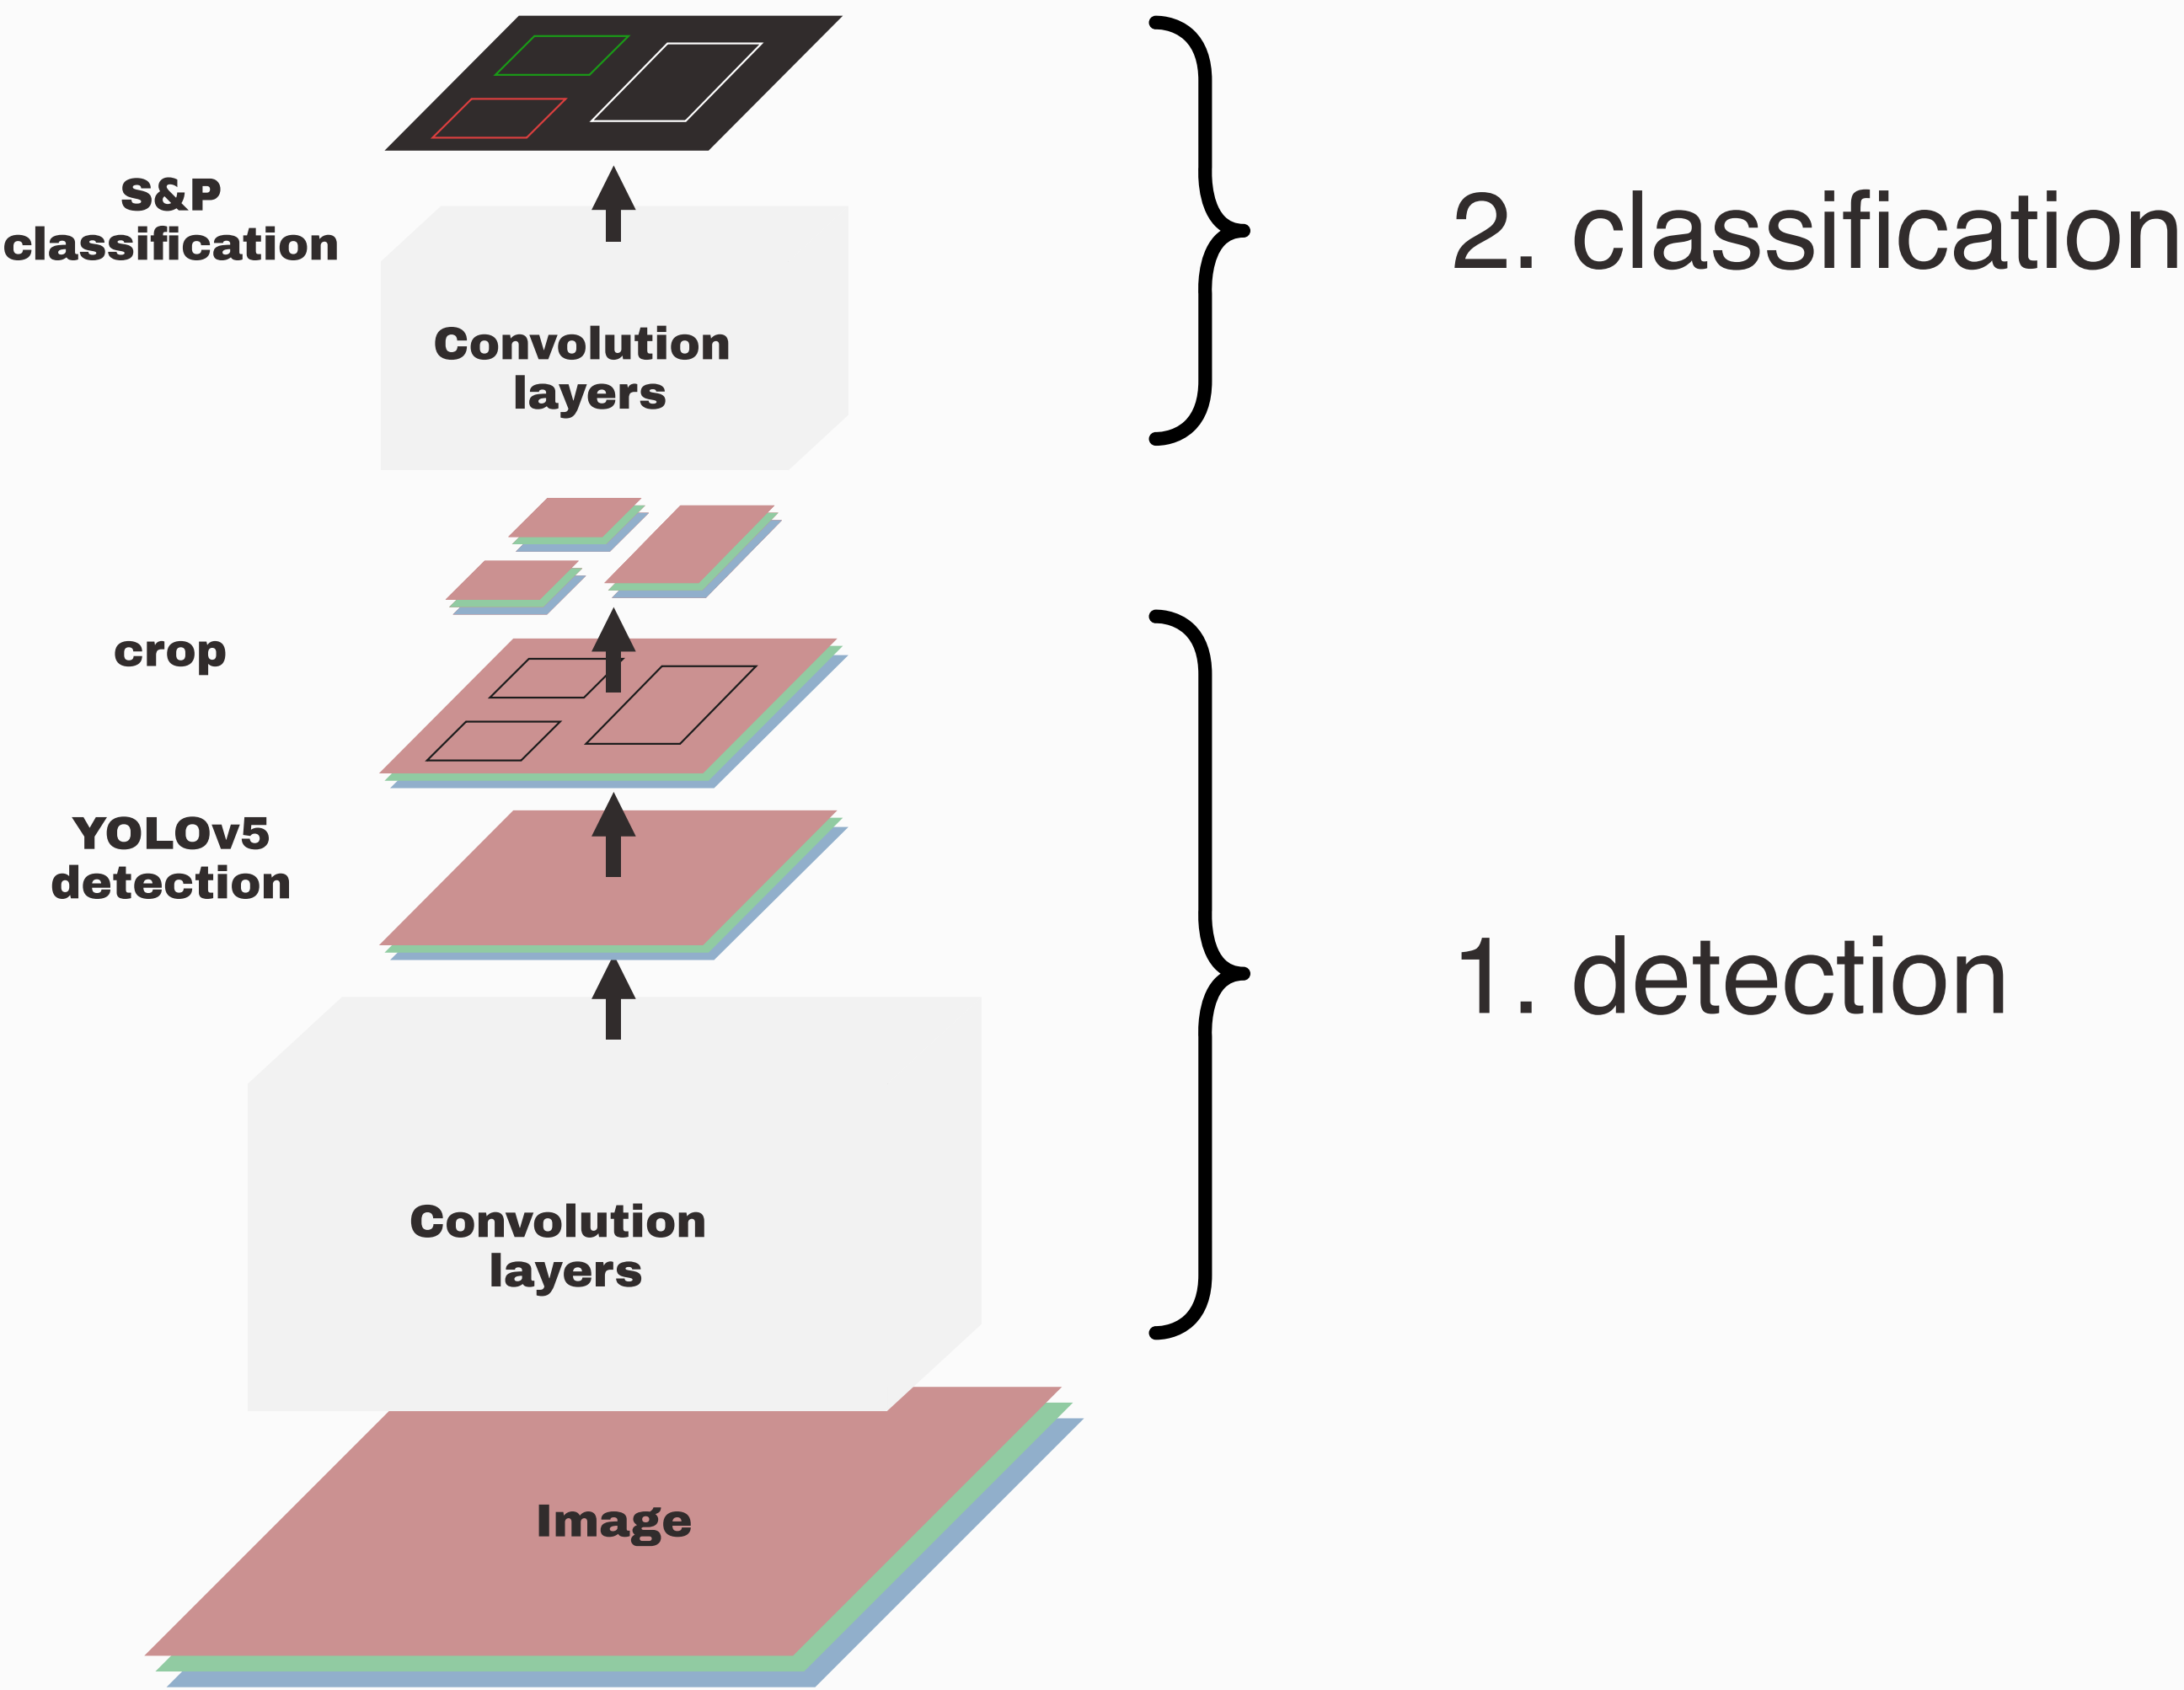 S&P
classification
2. classification
Convolution
layers
crop
YOLOv5
detection
1. detection
Convolution
layers
Image